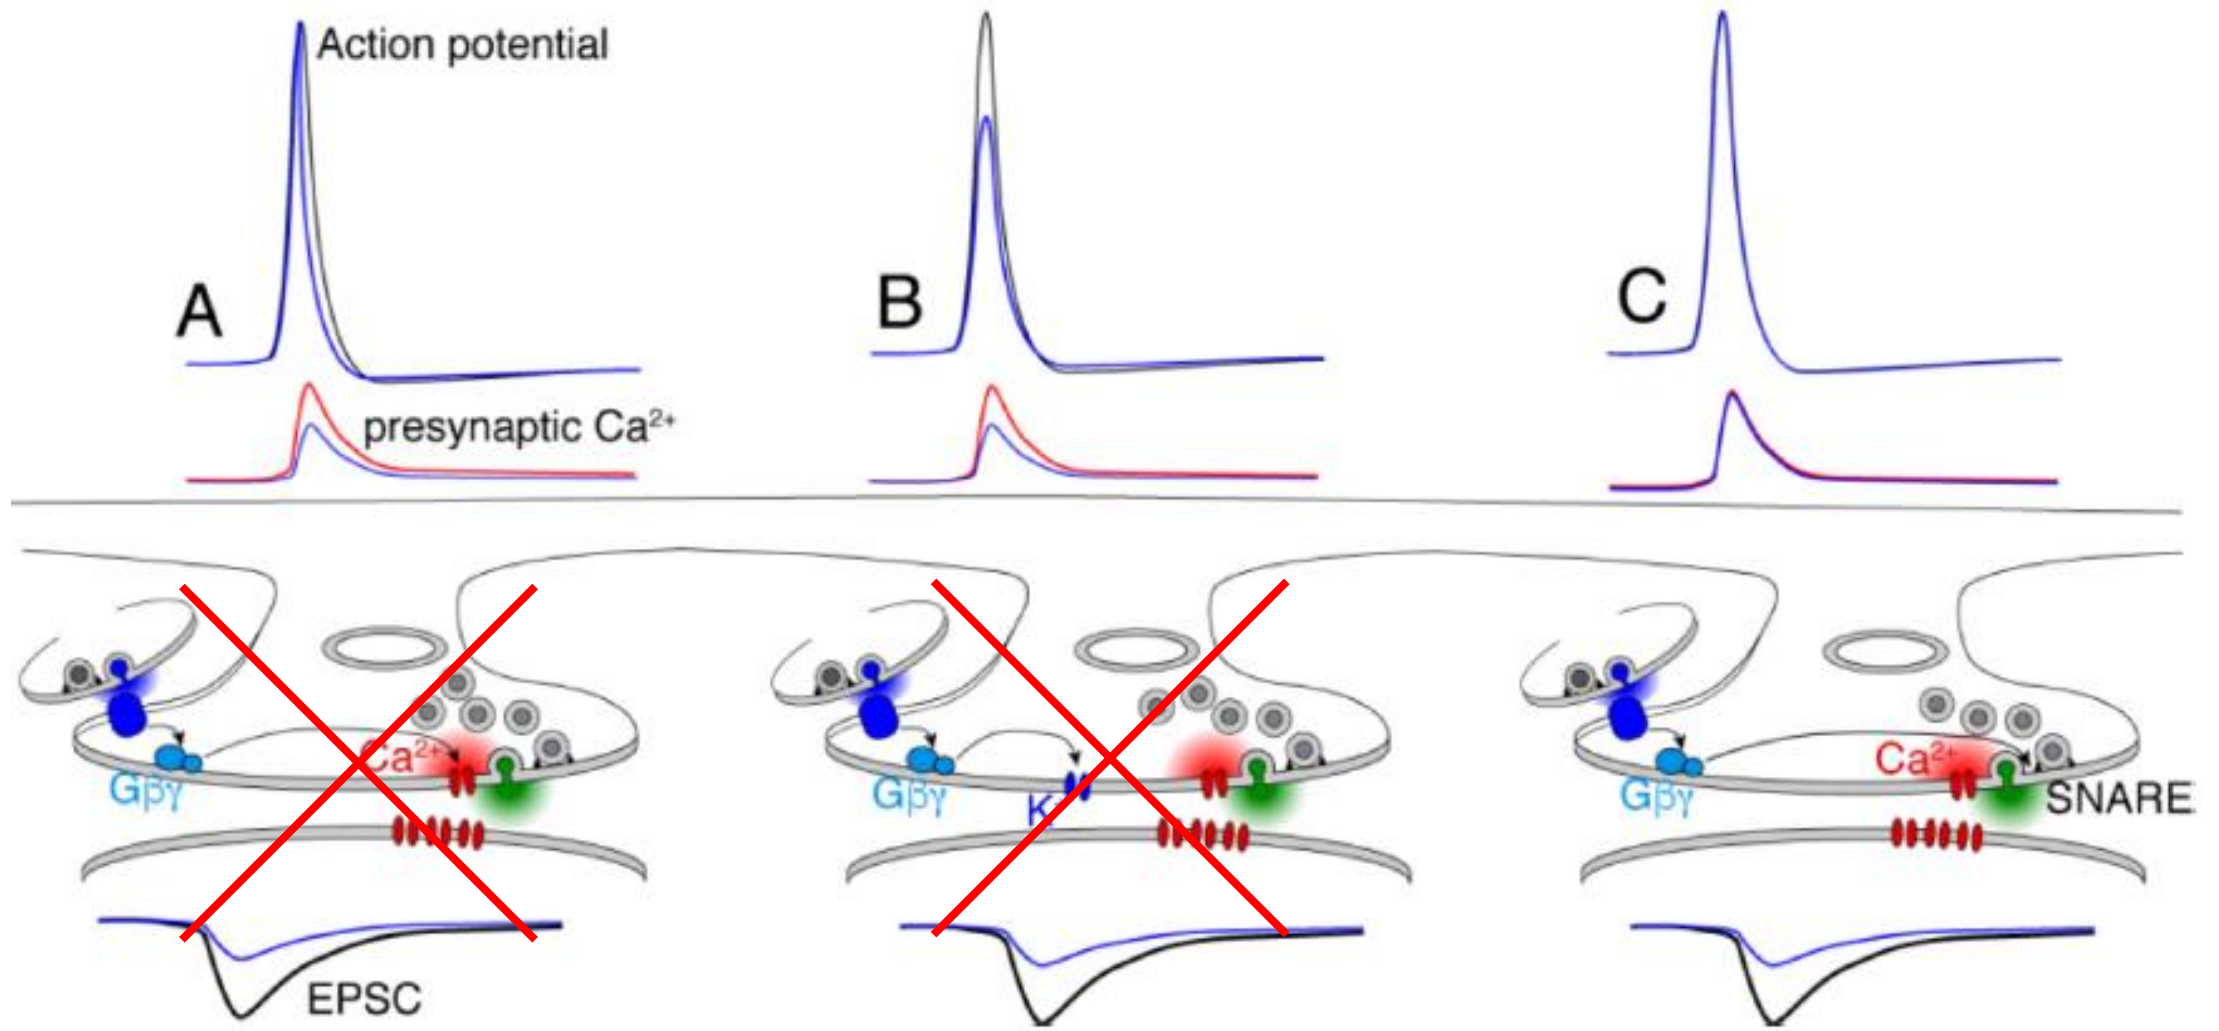 Action potential
A
B
C
presynaptic Ca²⁺
Ca²⁺
Gβγ
Gβγ
K
Ca²⁺
Gβγ
SNARE
EPSC